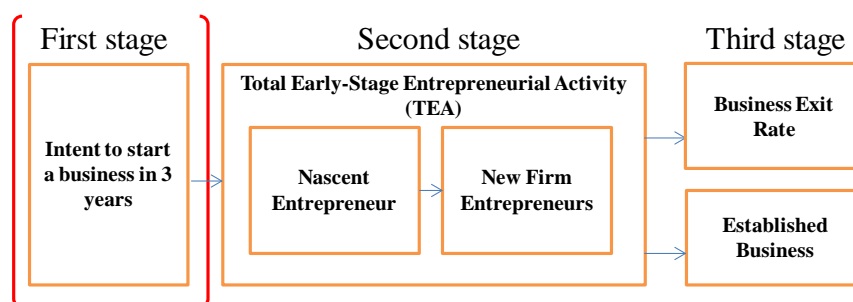 First stage
Second stage
Third stage
Intent to start
a business in 3
years
Total Early-Stage Entrepreneurial Activity
(TEA)
Nascent
Entrepreneur
New Firm
Entrepreneurs
Business Exit
Rate
Established
Business